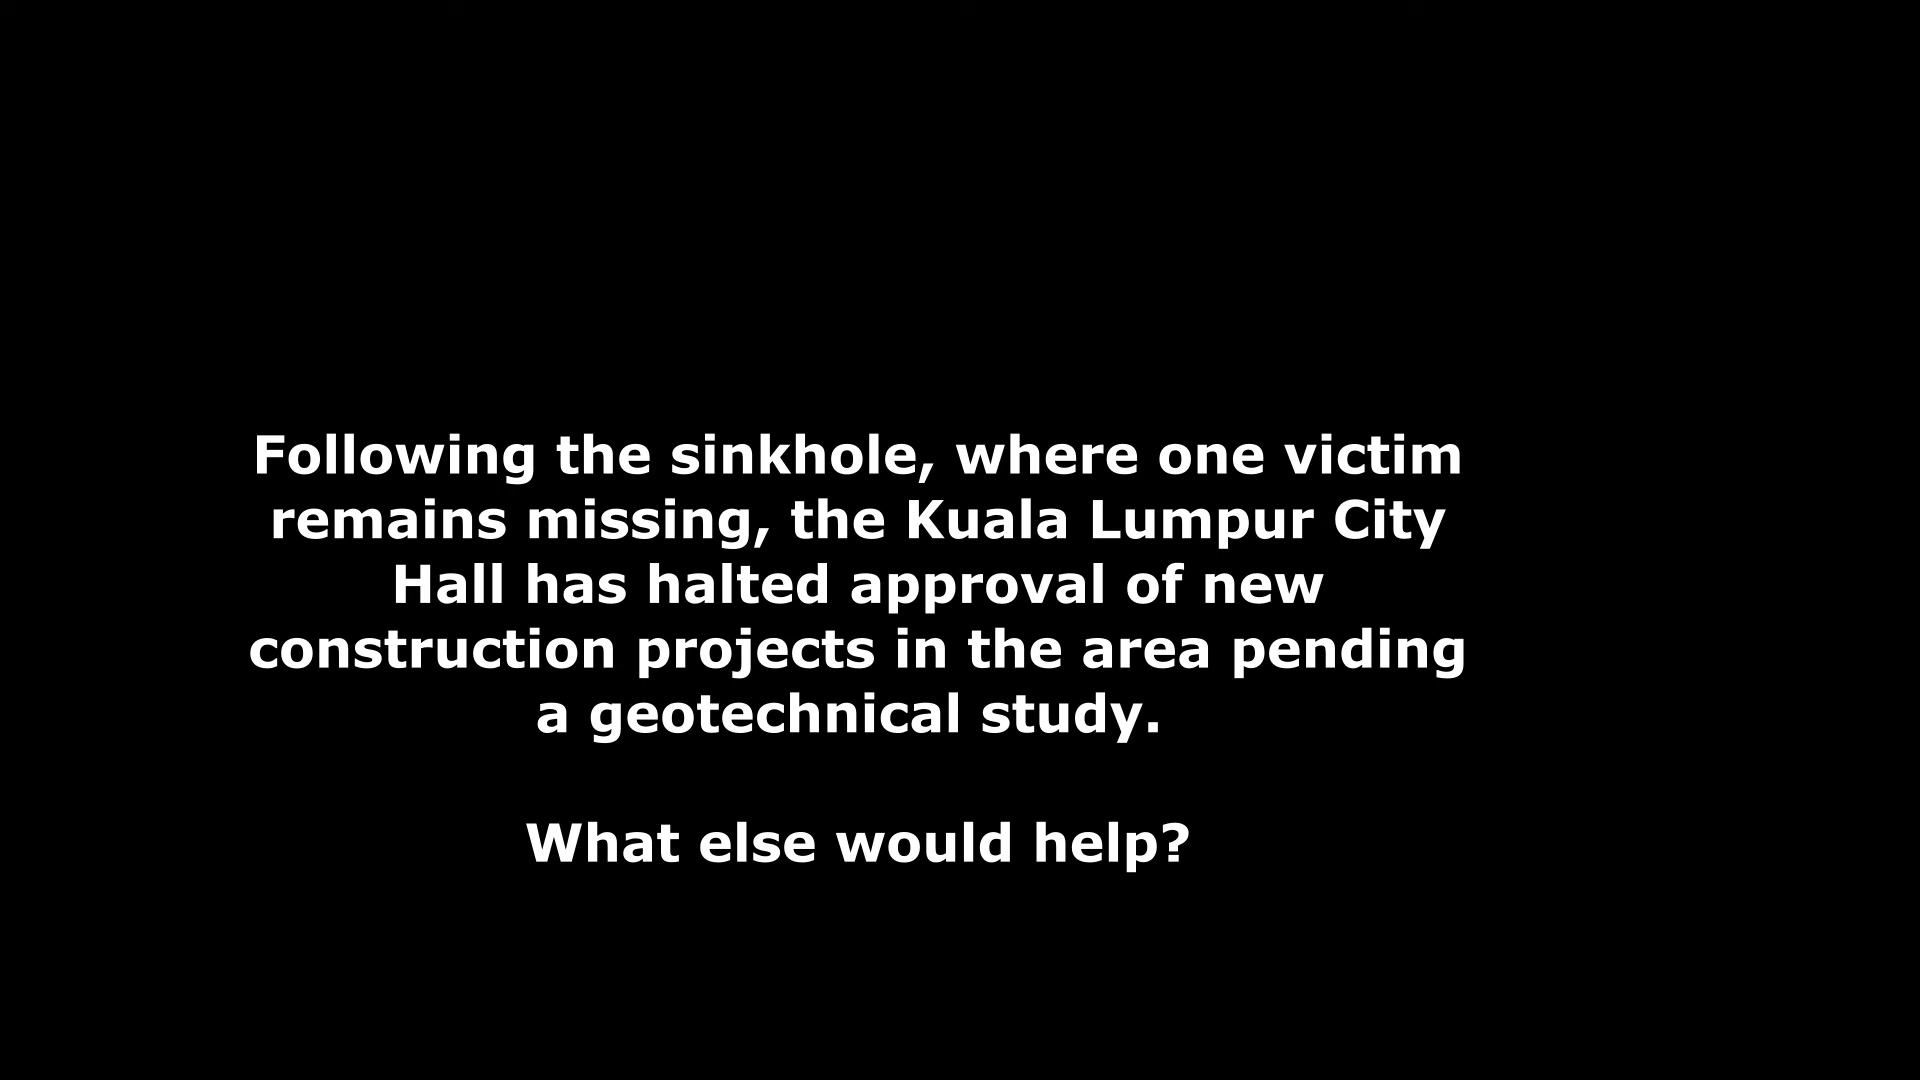 Following the sinkhole, where one victim
remains missing, the Kuala Lumpur City
Hall has halted approval of new
construction projects in the area pending
a geotechnical study.
What else would help?